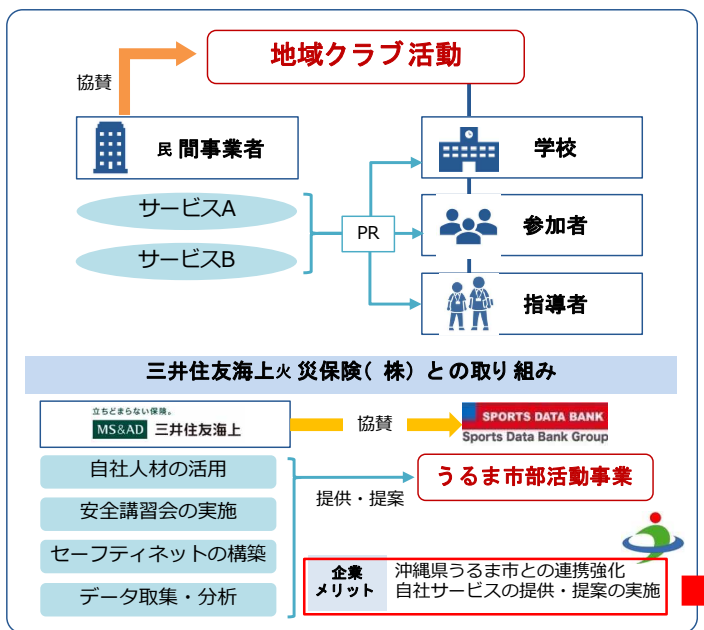 地域クラブ活動
協賛
民間事業者
学校
サービスA
PR
参加者
サービスB
指導者
三井住友海上火災保険(株)との取り組み
立ちどまらない保険。
MS&AD 三井住友海上
協賛
SPORTS DATA BANK
Sports Data Bank Group
自社人材の活用
うるま市部活動事業
提供・提案
安全講習会の実施
セーフティネットの構築
データ取集・分析
企業
メリット
沖縄県うるま市との連携強化
自社サービスの提供・提案の実施